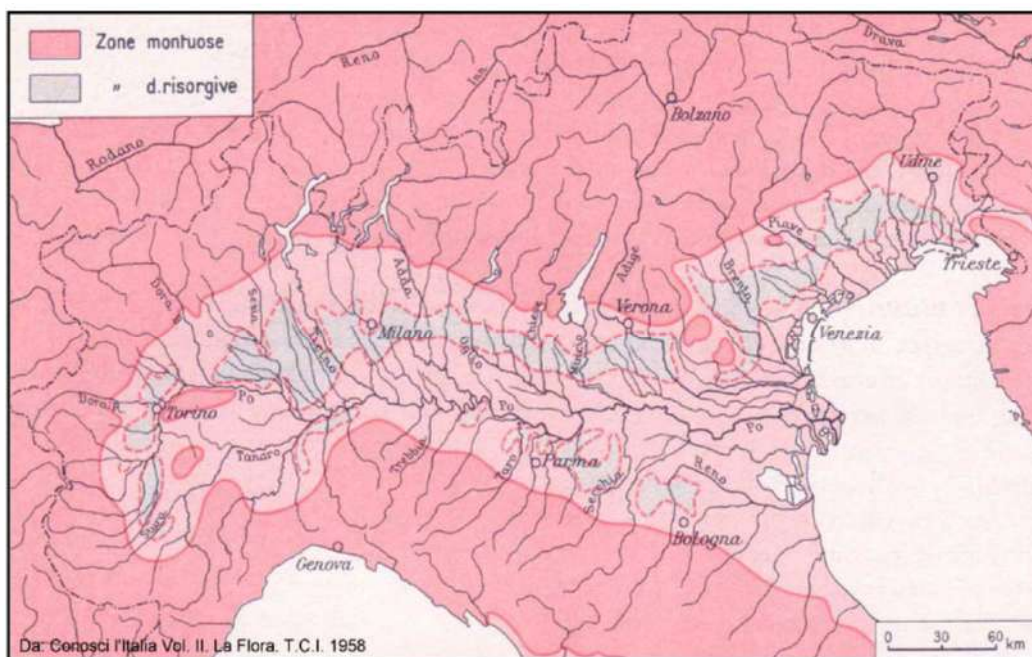 Zone montuose
" d. risorgive
Reno
Inn
Drava
Bolzano
Rodano
Udine
Piave
Trieste
Dora B.
Sesia
Ticino
Adda
Milano
Oglio
Chiese
Mincio
Adige
Verona
Brenta
Venezia
Dora R.
Torino
Po
Po
Po
Tanaro
Trebbia
Taro
Parma
Secchia
Reno
Bologna
Genova
Da: Conosci l'Italia Vol. II. La Flora. T.C.I. 1958
0 30 60
km